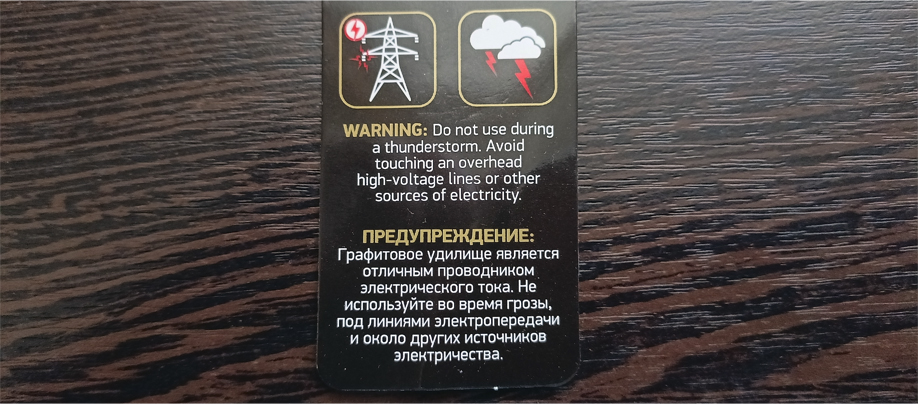 WARNING: Do not use during
a thunderstorm. Avoid
touching an overhead
high-voltage lines or other
sources of electricity.
ПРЕДУПРЕЖДЕНИЕ:
Графитовое удилище является
отличным проводником
электрического тока. Не
используйте во время грозы,
под линиями электропередачи
и около других источников
электричества.